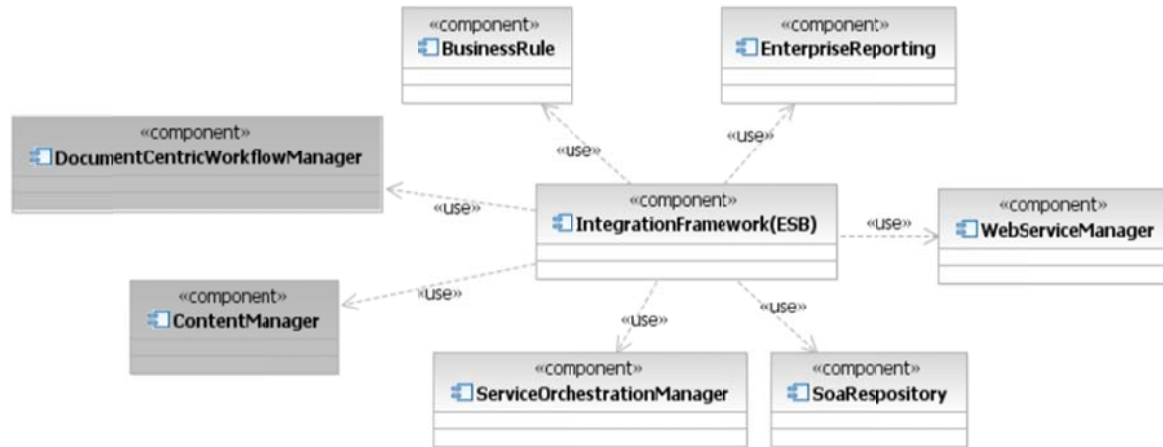 «component»
BusinessRule
«component»
EnterpriseReporting
«component»
DocumentCentricWorkflowManager
«use»
«use»
«use»
«component»
IntegrationFramework(ESB)
«use»
«component»
WebServiceManager
«use»
«component»
ContentManager
«use»
«use»
«component»
ServiceOrchestrationManager
«component»
SoaRespository